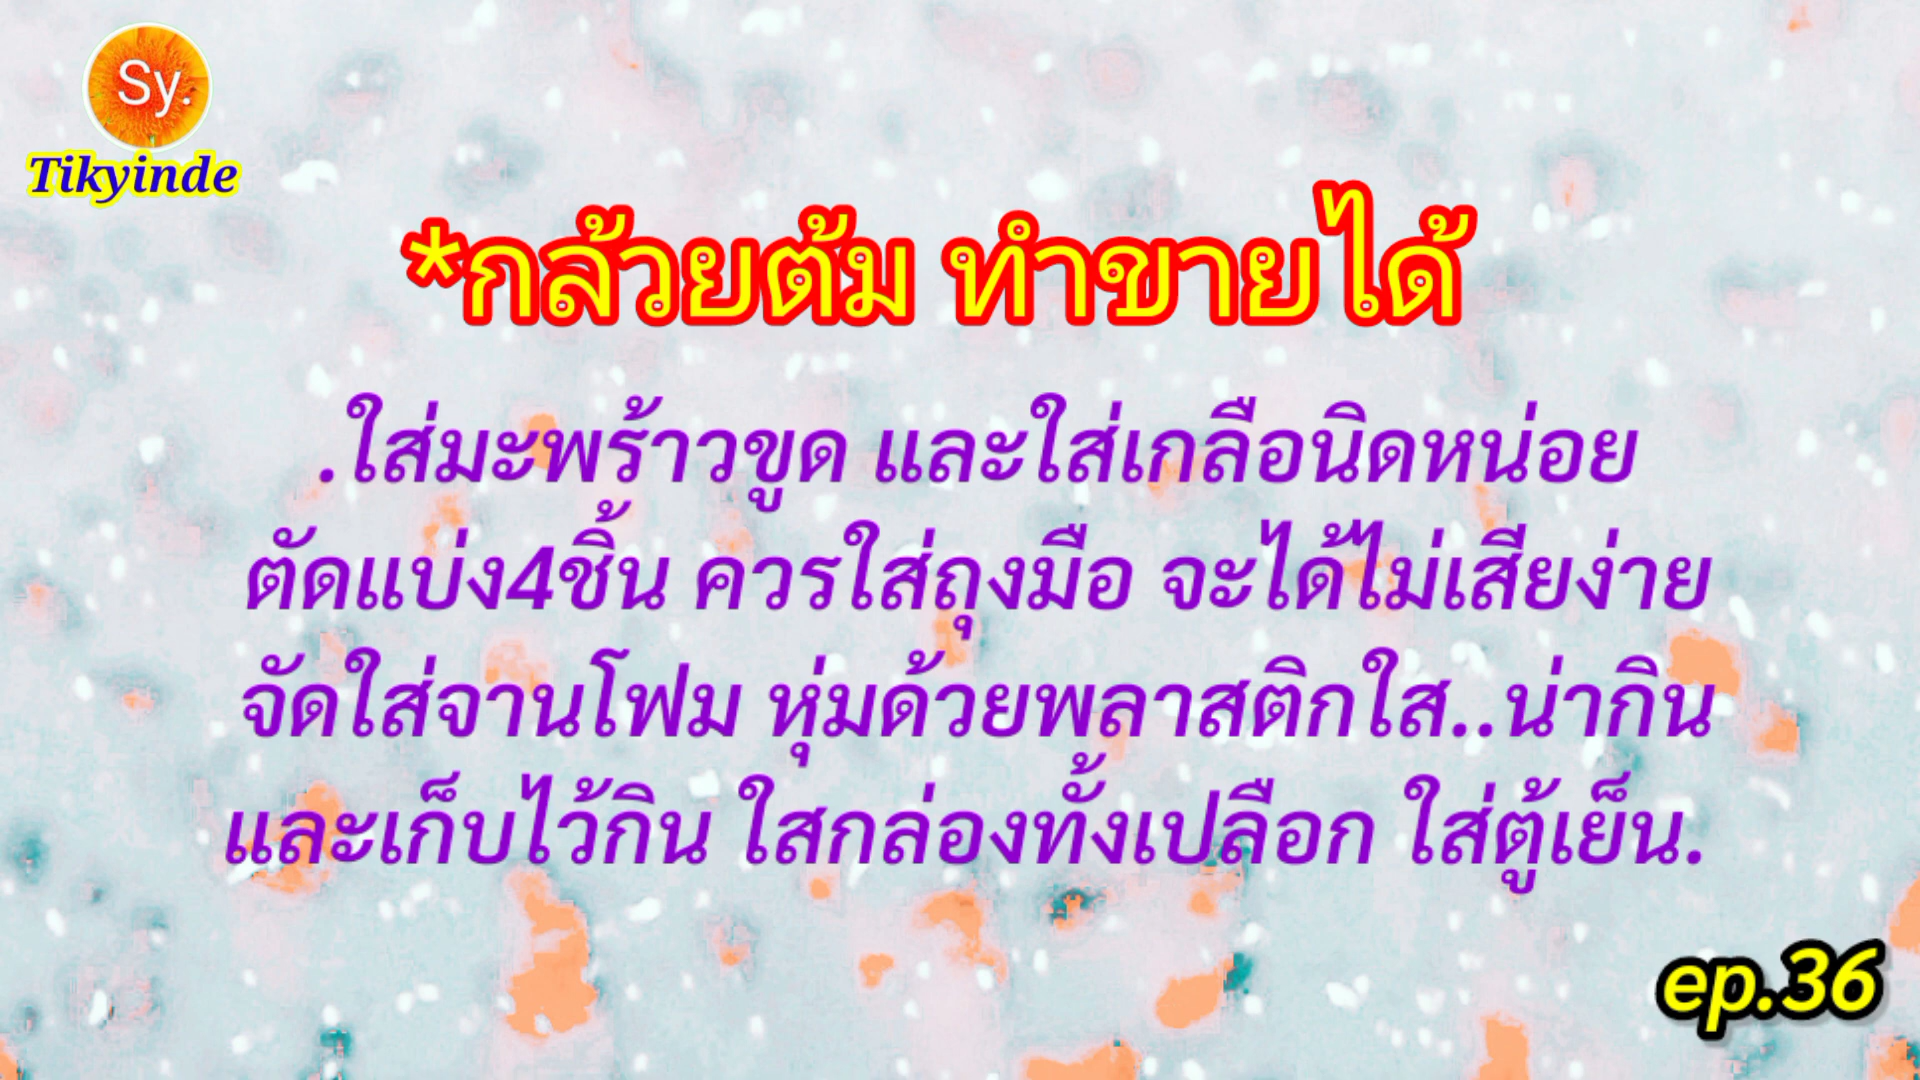 Sy.
Tikyinde
*กล้วยต้ม ทำขายได้
.ใส่มะพร้าวขูด และใส่เกลือนิดหน่อย
ตัดแบ่ง4ชิ้น ควรใส่ถุงมือ จะได้ไม่เสียง่าย
จัดใส่จานโฟม หุ่มด้วยพลาสติกใส..น่ากิน
และเก็บไว้กิน ใสกล่องทั้งเปลือก ใส่ตู้เย็น.
ep.36